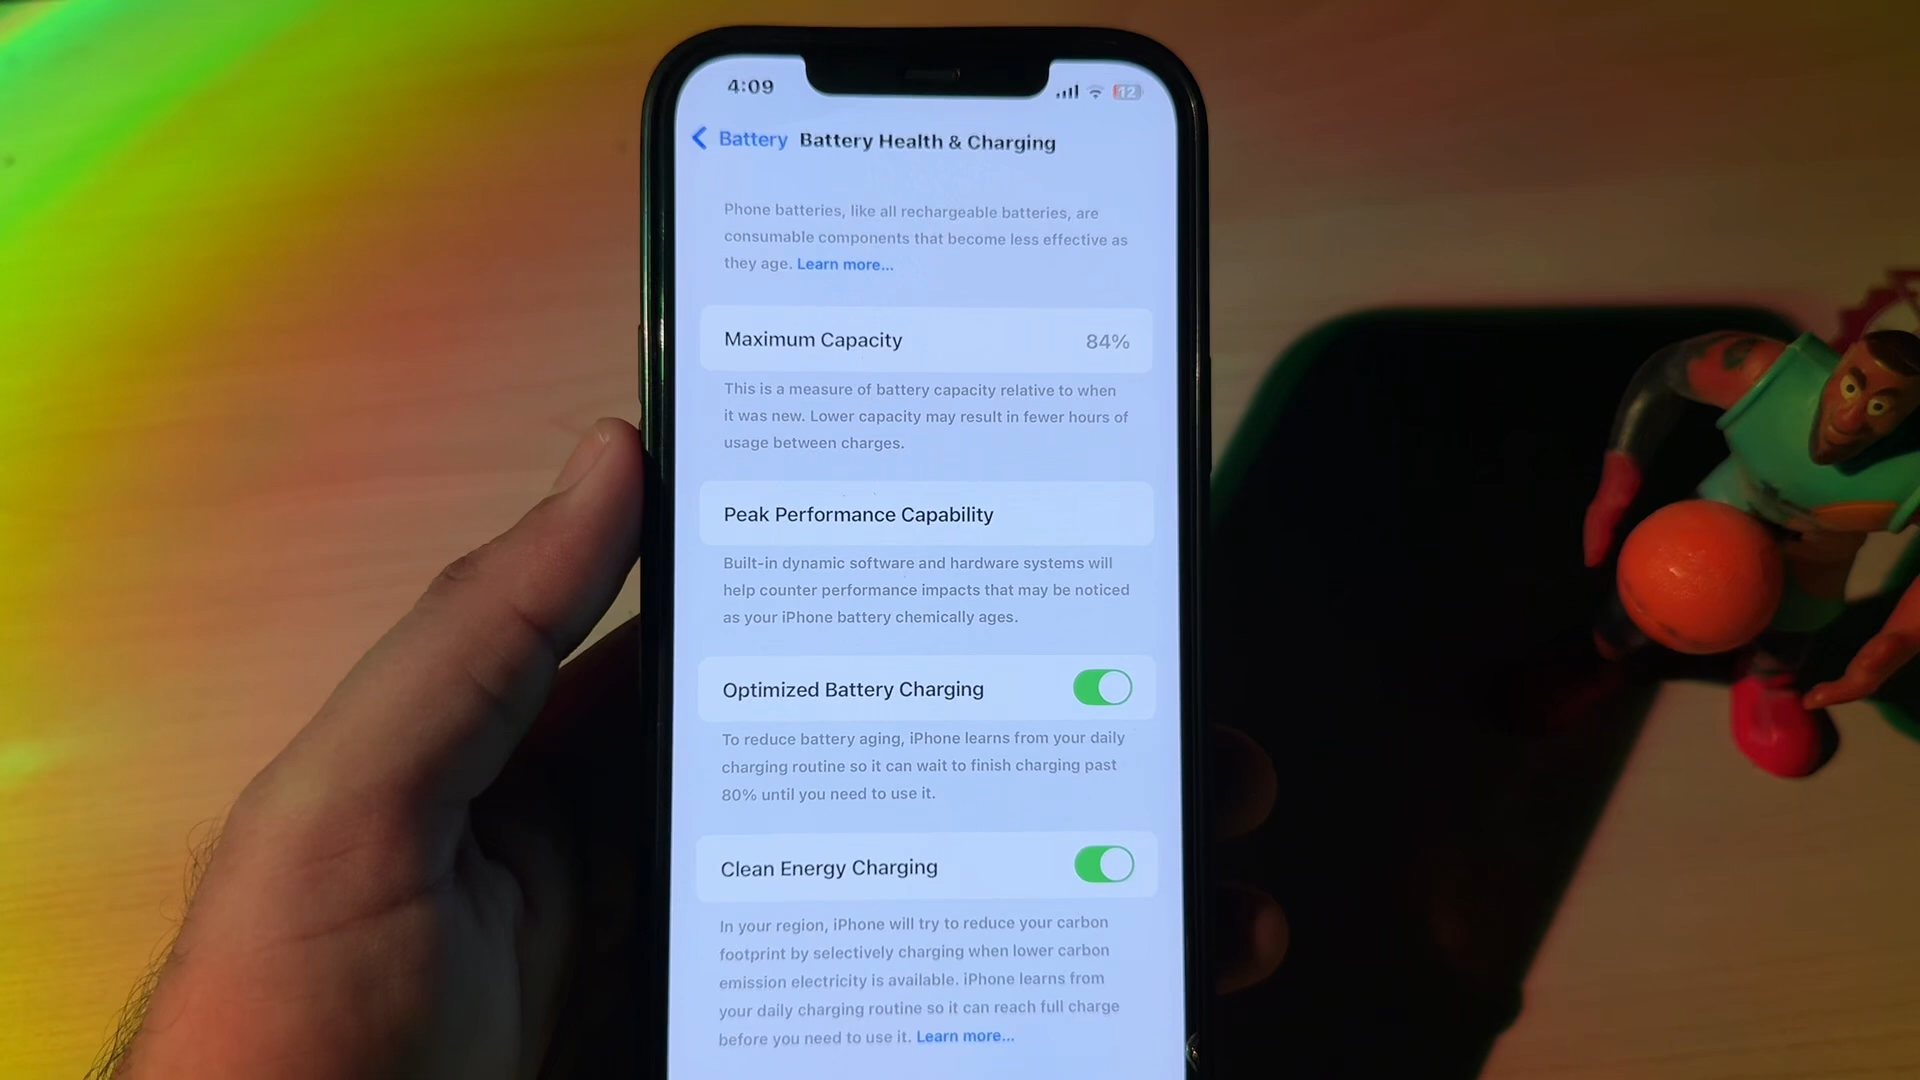 4:09
12
Battery Battery Health & Charging
Phone batteries, like all rechargeable batteries, are
consumable components that become less effective as
they age. Learn more...
Maximum Capacity 84%
This is a measure of battery capacity relative to when
it was new. Lower capacity may result in fewer hours of
usage between charges.
Peak Performance Capability
Built-in dynamic software and hardware systems will
help counter performance impacts that may be noticed
as your iPhone battery chemically ages.
Optimized Battery Charging
To reduce battery aging, iPhone learns from your daily
charging routine so it can wait to finish charging past
80% until you need to use it.
Clean Energy Charging
In your region, iPhone will try to reduce your carbon
footprint by selectively charging when lower carbon
emission electricity is available. iPhone learns from
your daily charging routine so it can reach full charge
before you need to use it. Learn more...